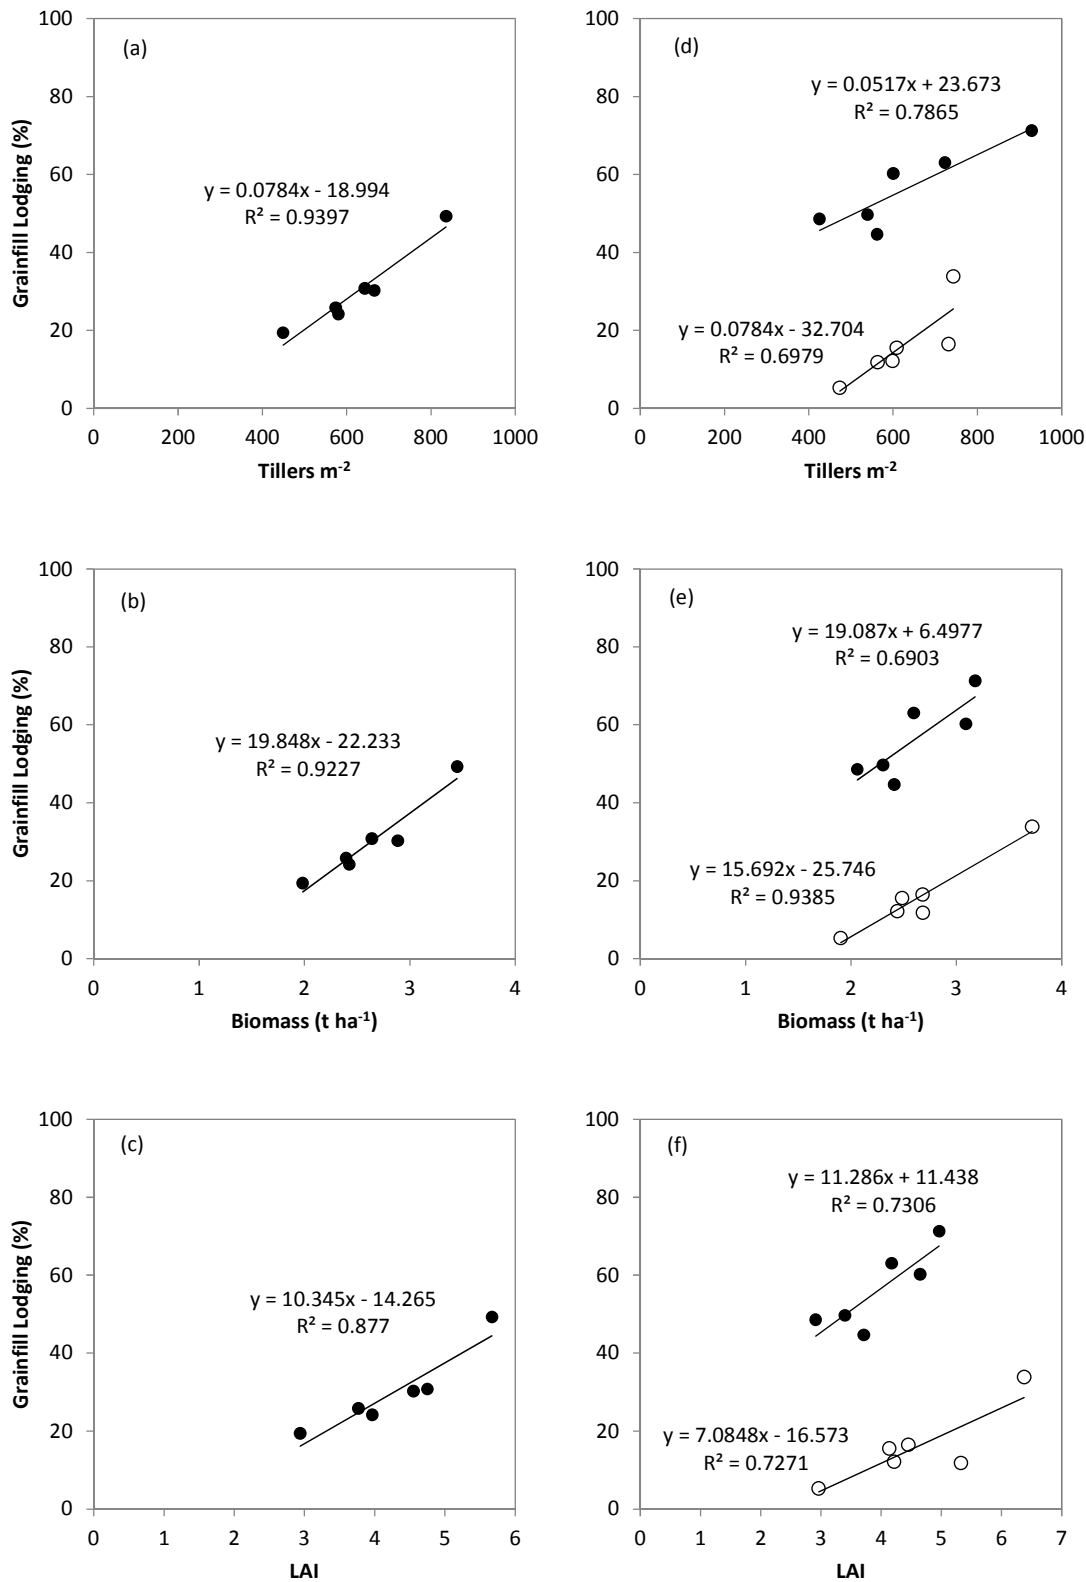 (a)
y = 0.0784x - 18.994
R² = 0.9397
Grainfill Lodging (%)
100
80
60
40
20
0
0 200 400 600 800 1000
Tillers m⁻²
(d)
y = 0.0517x + 23.673
R² = 0.7865
y = 0.0784x - 32.704
R² = 0.6979
100
80
60
40
20
0
0 200 400 600 800 1000
Tillers m⁻²
(b)
y = 19.848x - 22.233
R² = 0.9227
Grainfill Lodging (%)
100
80
60
40
20
0
0 1 2 3 4
Biomass (t ha⁻¹)
(e)
y = 19.087x + 6.4977
R² = 0.6903
y = 15.692x - 25.746
R² = 0.9385
100
80
60
40
20
0
0 1 2 3 4
Biomass (t ha⁻¹)
(c)
y = 10.345x - 14.265
R² = 0.877
Grainfill Lodging (%)
100
80
60
40
20
0
0 1 2 3 4 5 6
LAI
(f)
y = 11.286x + 11.438
R² = 0.7306
y = 7.0848x - 16.573
R² = 0.7271
100
80
60
40
20
0
0 1 2 3 4 5 6 7
LAI